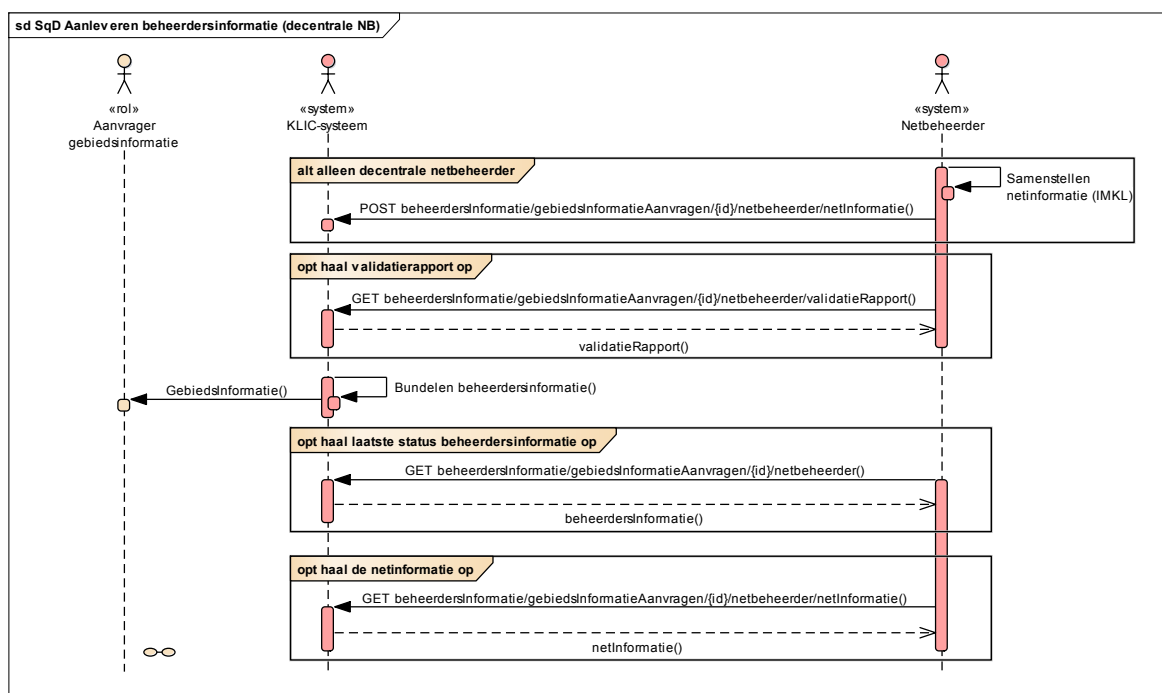 sd SqD Aanleveren beheerdersinformatie (decentrale NB)
«rol»
Aanvrager
gebiedsinformatie
«system»
KLIC-systeem
«system»
Netbeheerder
alt alleen decentrale netbeheerder
Samenstellen
netinformatie (IMKL)
POST beheerdersInformatie/gebiedsInformatieAanvragen/{id}/netbeheerder/netInformatie()
opt haal validatierapport op
GET beheerdersInformatie/gebiedsInformatieAanvragen/{id}/netbeheerder/validatieRapport()
validatieRapport()
GebiedsInformatie()
Bundelen beheerdersinformatie()
opt haal laatste status beheerdersinformatie op
GET beheerdersInformatie/gebiedsInformatieAanvragen/{id}/netbeheerder()
beheerdersInformatie()
opt haal de netinformatie op
GET beheerdersInformatie/gebiedsInformatieAanvragen/{id}/netbeheerder/netInformatie()
netInformatie()